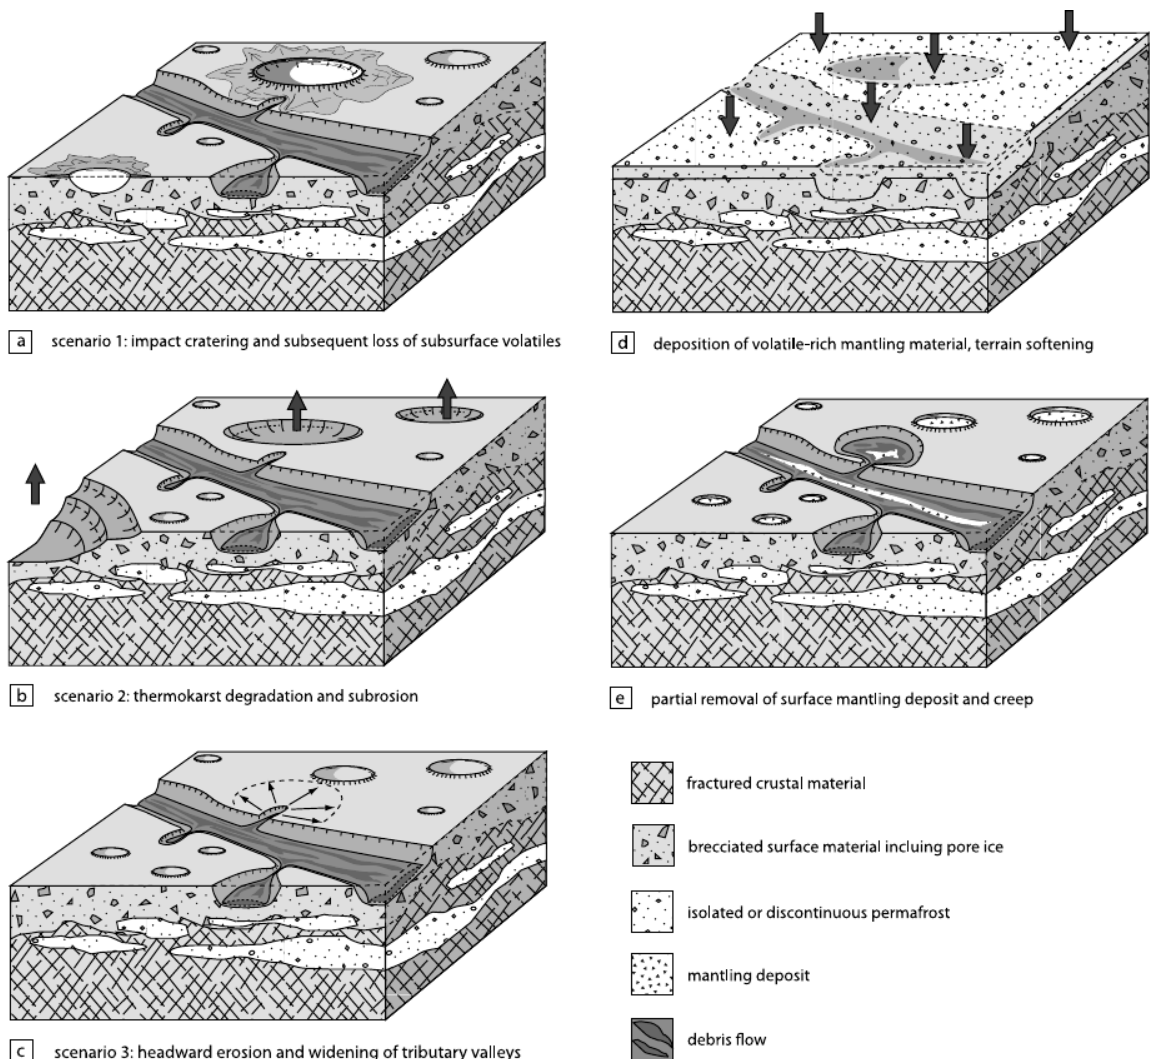 a scenario 1: impact cratering and subsequent loss of subsurface volatiles
d deposition of volatile-rich mantling material, terrain softening
b scenario 2: thermokarst degradation and subrosion
e partial removal of surface mantling deposit and creep
c scenario 3: headward erosion and widening of tributary valleys
fractured crustal material
brecciated surface material incluing pore ice
isolated or discontinuous permafrost
mantling deposit
debris flow